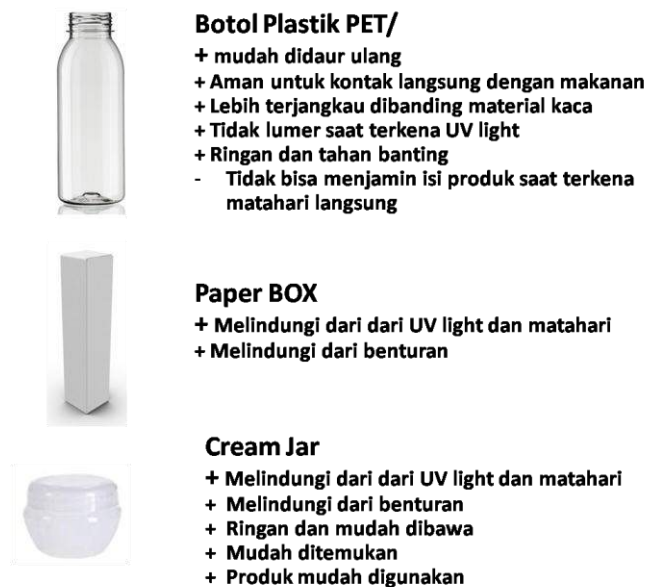 Botol Plastik PET/
+ mudah didaur ulang
+ Aman untuk kontak langsung dengan makanan
+ Lebih terjangkau dibanding material kaca
+ Tidak lumer saat terkena UV light
+ Ringan dan tahan banting
- Tidak bisa menjamin isi produk saat terkena
matahari langsung
Paper BOX
+ Melindungi dari dari UV light dan matahari
+ Melindungi dari benturan
Cream Jar
+ Melindungi dari dari UV light dan matahari
+ Melindungi dari benturan
+ Ringan dan mudah dibawa
+ Mudah ditemukan
+ Produk mudah digunakan